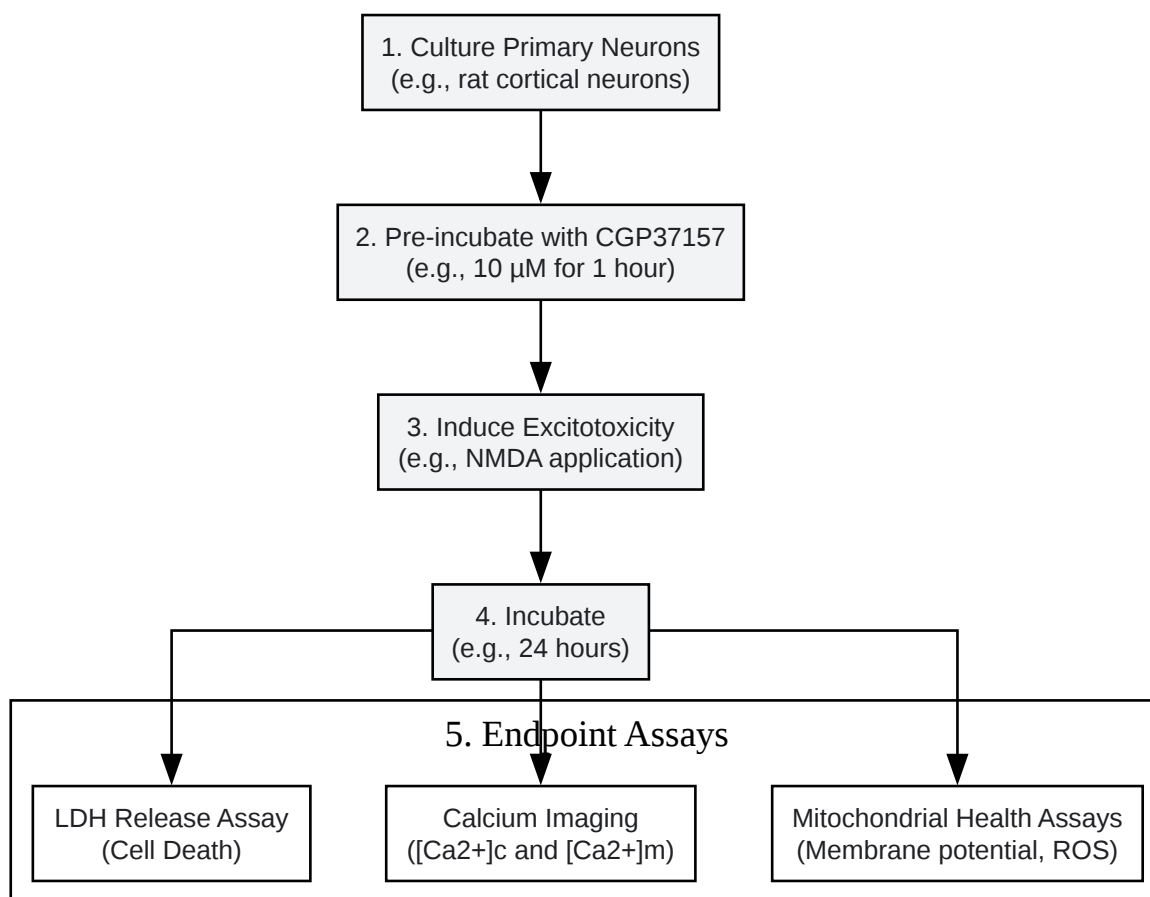 1. Culture Primary Neurons
(e.g., rat cortical neurons)
2. Pre-incubate with CGP37157
(e.g., 10 µM for 1 hour)
3. Induce Excitotoxicity
(e.g., NMDA application)
4. Incubate
(e.g., 24 hours)
5. Endpoint Assays
LDH Release Assay
(Cell Death)
Calcium Imaging
([Ca2+]c and [Ca2+]m)
Mitochondrial Health Assays
(Membrane potential, ROS)